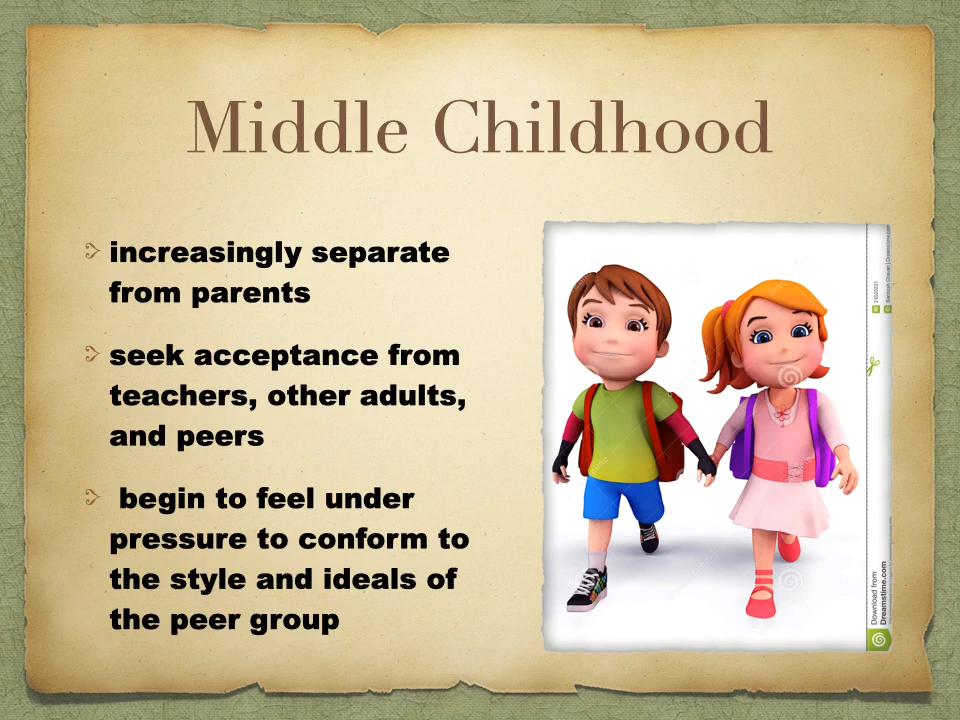 Middle Childhood
increasingly separate
from parents
seek acceptance from
teachers, other adults,
and peers
begin to feel under
pressure to conform to
the style and ideals of
the peer group
Download from
Dreamstime.com